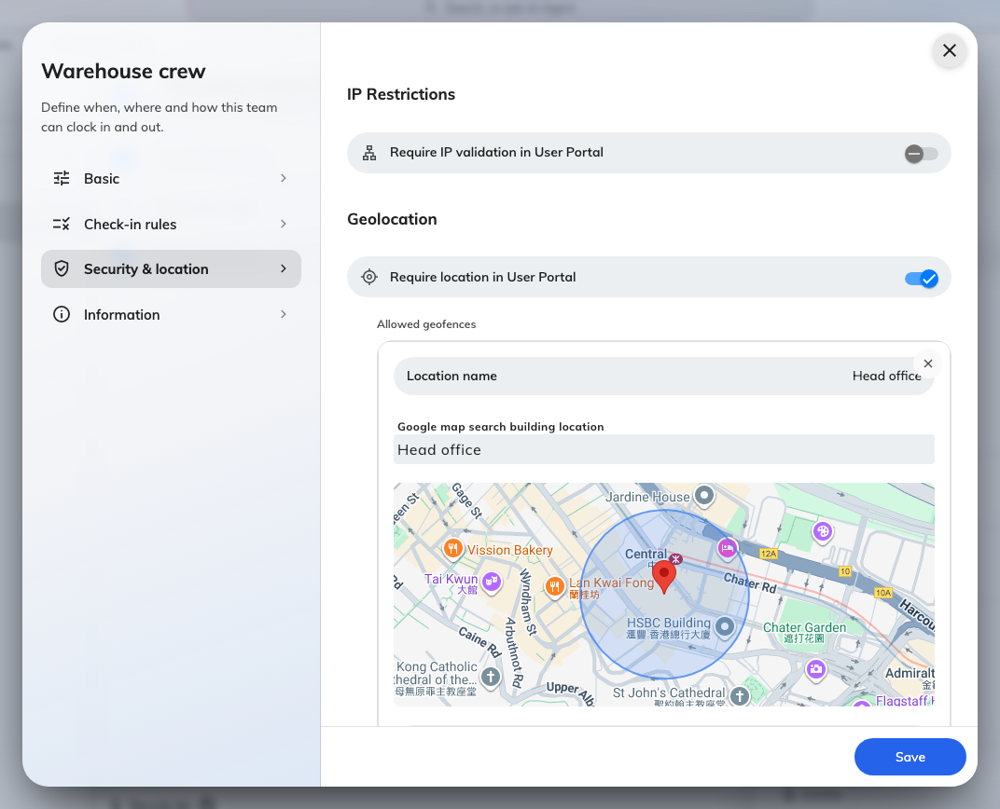 Warehouse crew
Define when, where and how this team
can clock in and out.
Basic
Check-in rules
Security & location
Information
IP Restrictions
Require IP validation in User Portal
Geolocation
Require location in User Portal
Allowed geofences
Location name
Head office
Google map search building location
Head office
Gage St
Jardine House
Vission Bakery
Central
12A
10
Tai Kwun
大館
Wyndham St
Lan Kwai Fong
蘭桂坊
Chater Rd
10A
Arbuthnot Rd
HSBC Building
滙豐 香港總行大廈
Chater Garden
遮打花園
Caine Rd
Kong Catholic
thedral of the...
母無原罪主教座堂
Upper Alb
St John's Cathedral
聖約翰主教座堂
Admiralt
Flagstaff
Save